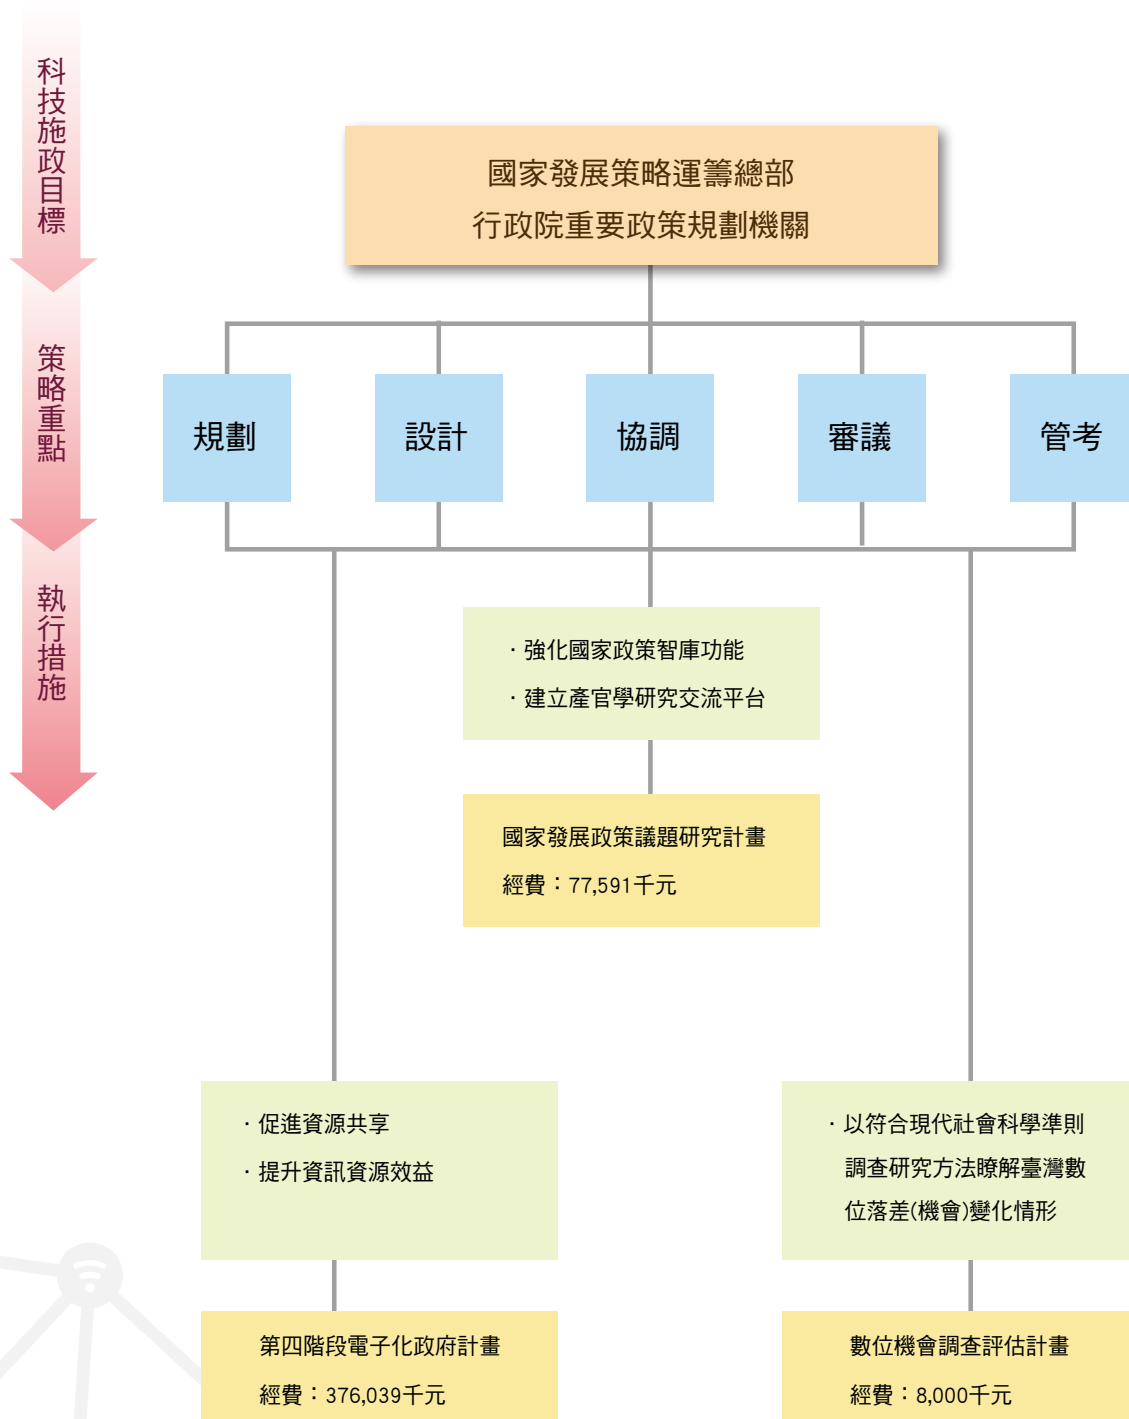 科技施政目標
策略重點
執行措施
國家發展策略運籌總部
行政院重要政策規劃機關
規劃
設計
協調
審議
管考
·強化國家政策智庫功能
·建立產官學研究交流平台
國家發展政策議題研究計畫
經費：77,591千元
·促進資源共享
·提升資訊資源效益
第四階段電子化政府計畫
經費：376,039千元
·以符合現代社會科學準則
調查研究方法瞭解臺灣數
位落差(機會)變化情形
數位機會調查評估計畫
經費：8,000千元